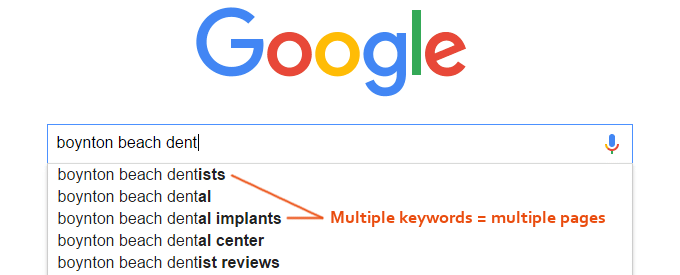 Google
boynton beach dent
boynton beach dentists
boynton beach dental
boynton beach dental implants
Multiple keywords = multiple pages
boynton beach dental center
boynton beach dentist reviews